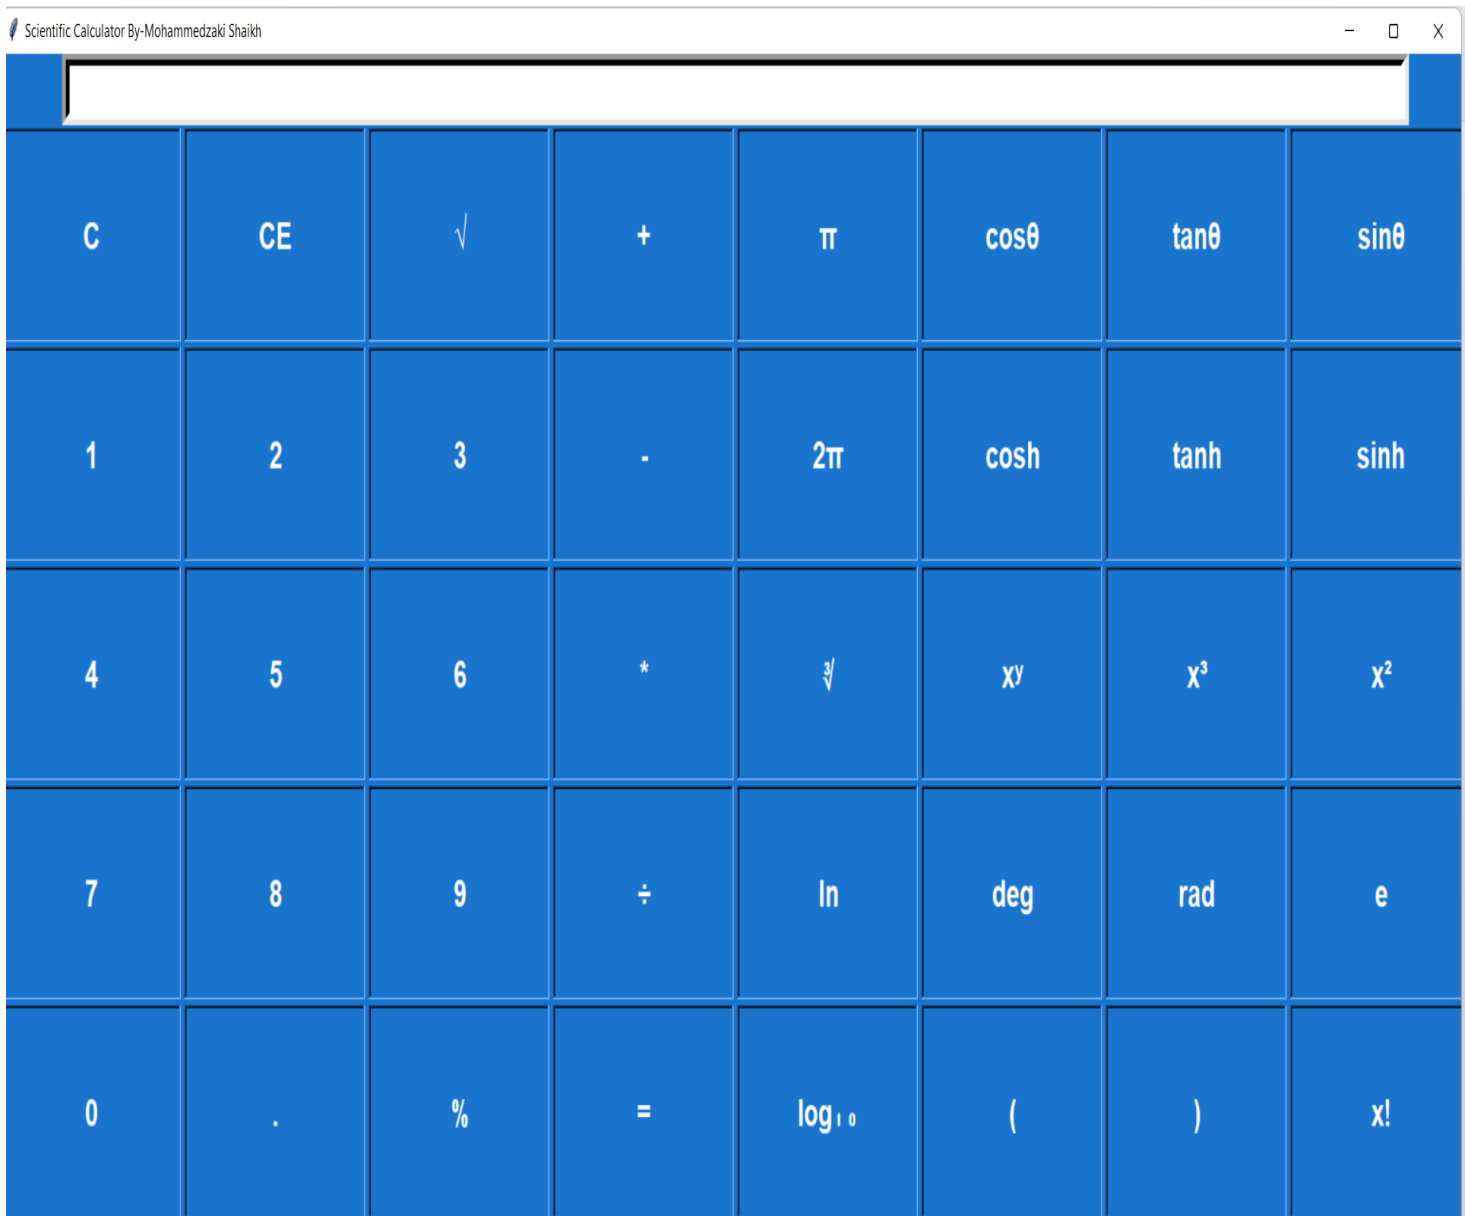 Scientific Calculator By-Mohammedzaki Shaikh
C CE √ + π cosθ tanθ sinθ
1 2 3 - 2π cosh tanh sinh
4 5 6 * ∛ xʸ x³ x²
7 8 9 ÷ ln deg rad e
0 . % = log₁₀ ( ) x!